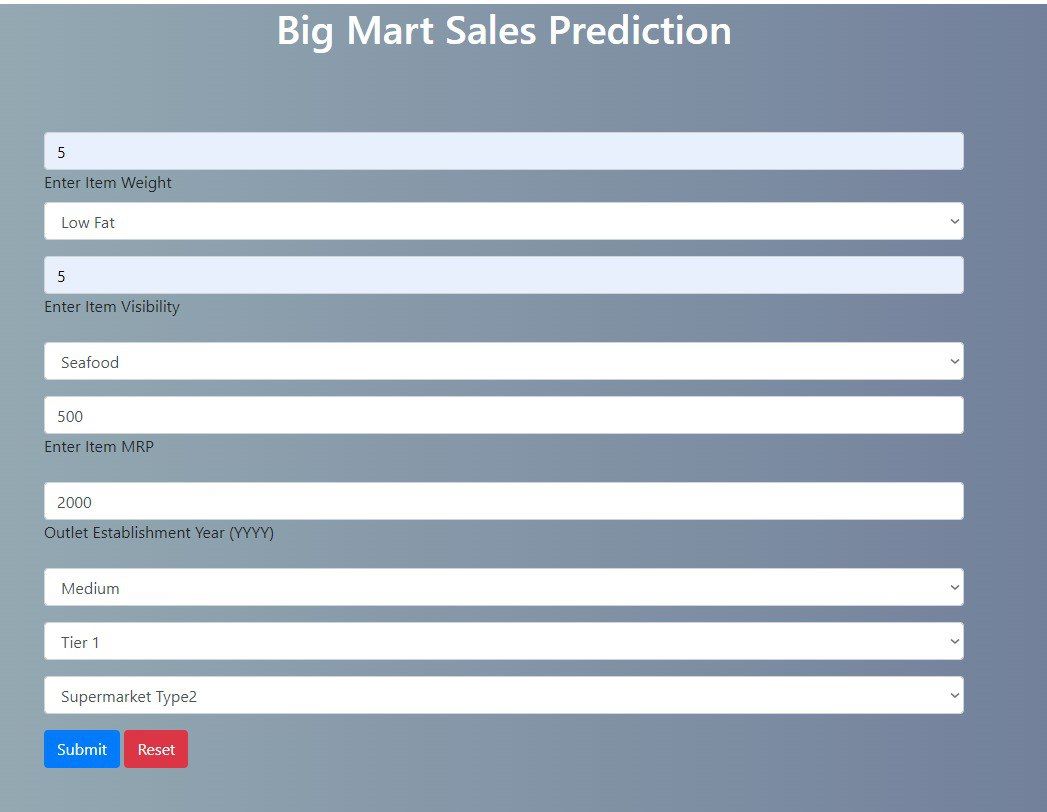 Big Mart Sales Prediction
5
Enter Item Weight
Low Fat
5
Enter Item Visibility
Seafood
500
Enter Item MRP
2000
Outlet Establishment Year (YYYY)
Medium
Tier 1
Supermarket Type2
Submit Reset